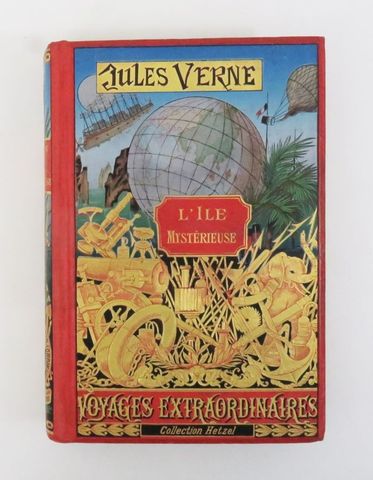 JULES VERNE
L'ILE
MYSTÉRIEUSE
VOYAGES EXTRAORDINAIRES
Collection Hetzel